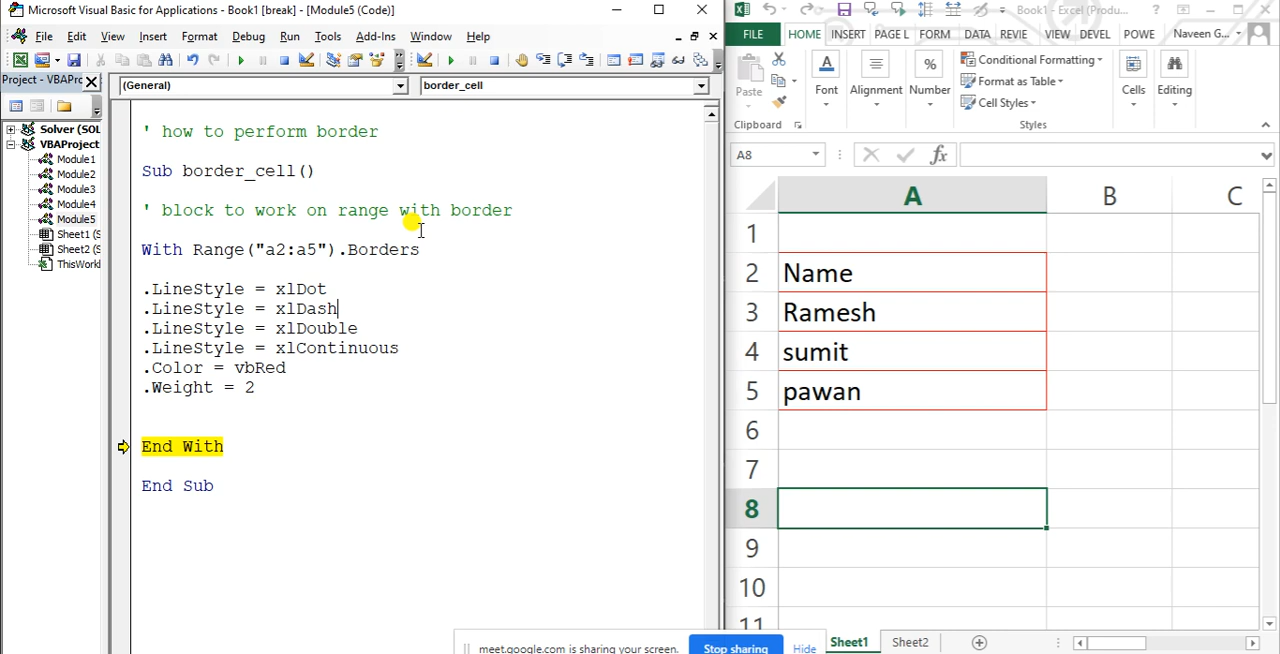 Microsoft Visual Basic for Applications - Book1 [break] - [Module5 (Code)]
File Edit View Insert Format Debug Run Tools Add-Ins Window Help
Project - VBAPro
(General)
border_cell
Solver (SOL
VBAProject
Module1
Module2
Module3
Module4
Module5
Sheet1 (S
Sheet2 (S
ThisWork
' how to perform border
Sub border_cell()
' block to work on range with border
With Range("a2:a5").Borders
.LineStyle = xlDot
.LineStyle = xlDash
.LineStyle = xlDouble
.LineStyle = xlContinuous
.Color = vbRed
.Weight = 2
End With
End Sub
Book1 - Excel (Produ...
FILE HOME INSERT PAGE L FORM DATA REVIE VIEW DEVEL POWE Naveen G...
Paste
Font
Alignment
Number
Conditional Formatting
Format as Table
Cell Styles
Cells
Editing
Clipboard
Styles
A8
fx
A B C
1
2 Name
3 Ramesh
4 sumit
5 pawan
6
7
8
9
10
11
meet.google.com is sharing your screen.
Stop sharing
Hide
Sheet1 Sheet2